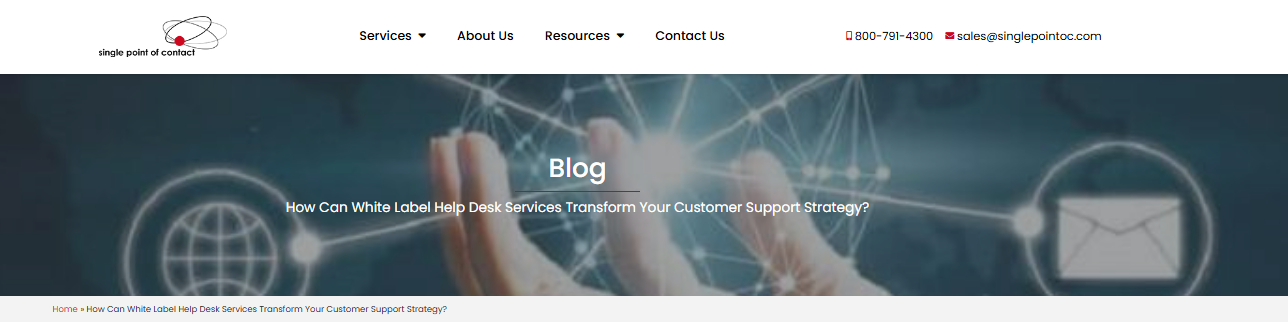 single point of contact
Services
About Us
Resources
Contact Us
800-791-4300
sales@singlepointoc.com
Blog
How Can White Label Help Desk Services Transform Your Customer Support Strategy?
Home » How Can White Label Help Desk Services Transform Your Customer Support Strategy?